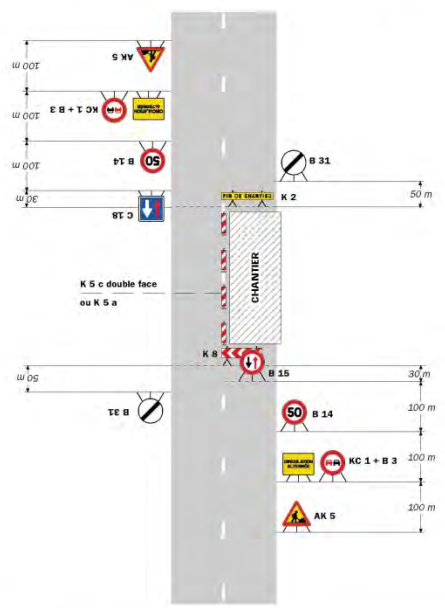 AK 5
100 m
CIRCULATION
ALTERNÉE
KC 1 + B 3
100 m
50
B 14
100 m
C 18
30 m
B 31
50 m
FIN DE CHANTIER
K 2
CHANTIER
K 5 c double face
ou K 5 a
K 8
B 15
50 m
B 31
30 m
50
B 14
100 m
CIRCULATION
ALTERNÉE
KC 1 + B 3
100 m
AK 5
100 m